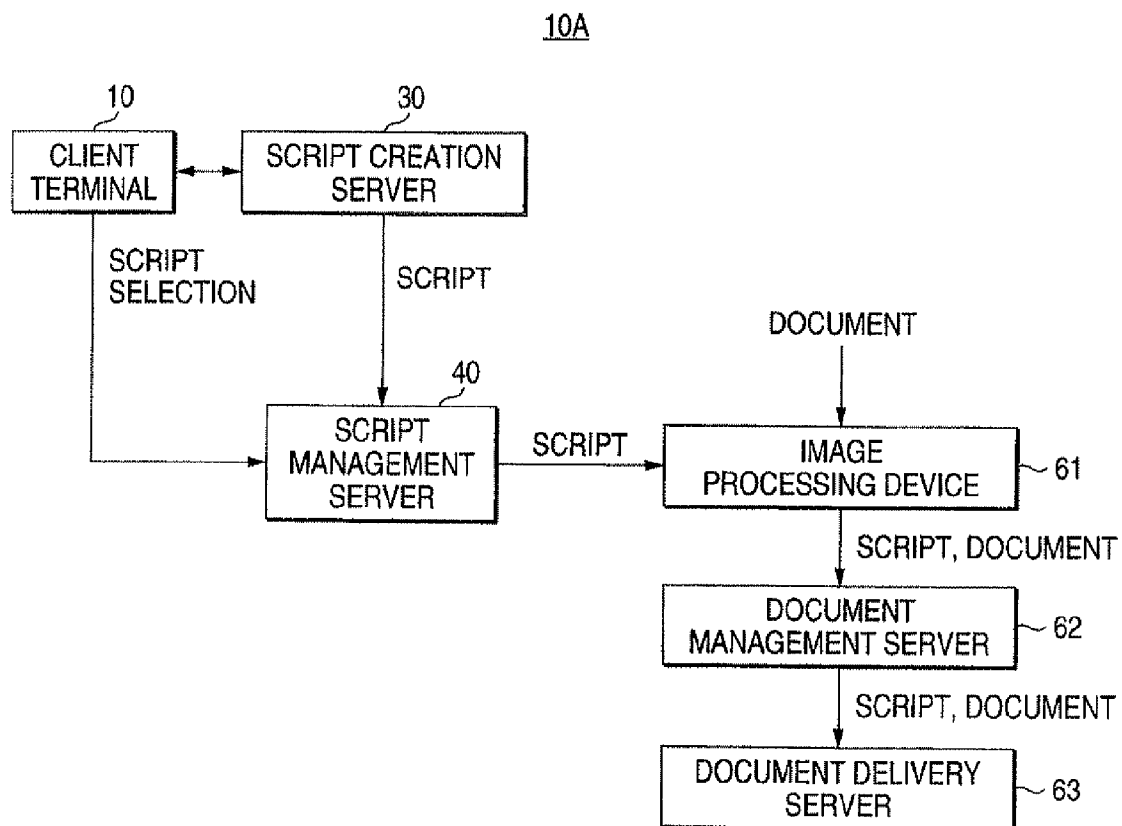 10A
10
30
CLIENT
TERMINAL
SCRIPT CREATION
SERVER
SCRIPT
SELECTION
SCRIPT
DOCUMENT
40
SCRIPT
MANAGEMENT
SERVER
SCRIPT
IMAGE
PROCESSING DEVICE
61
SCRIPT, DOCUMENT
DOCUMENT
MANAGEMENT SERVER
62
SCRIPT, DOCUMENT
DOCUMENT DELIVERY
SERVER
63